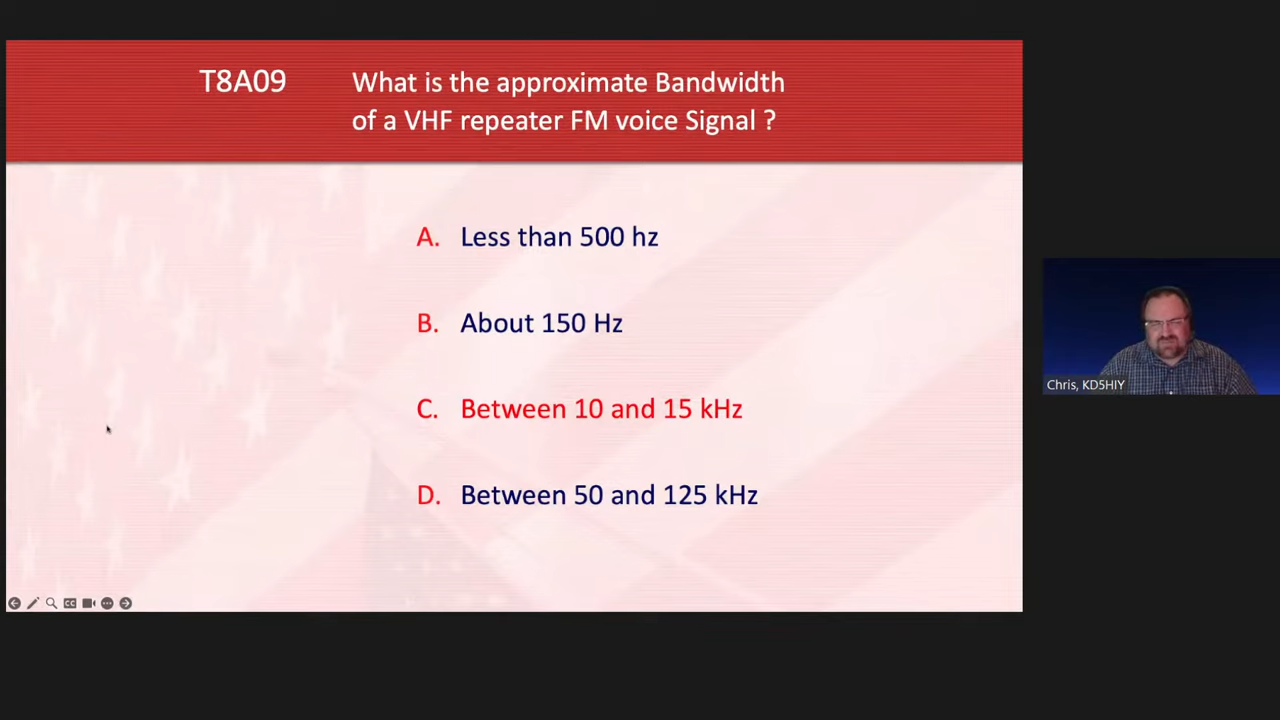 T8A09
What is the approximate Bandwidth
of a VHF repeater FM voice Signal ?
A. Less than 500 hz
B. About 150 Hz
C. Between 10 and 15 kHz
D. Between 50 and 125 kHz
Chris, KD5HIY
CC